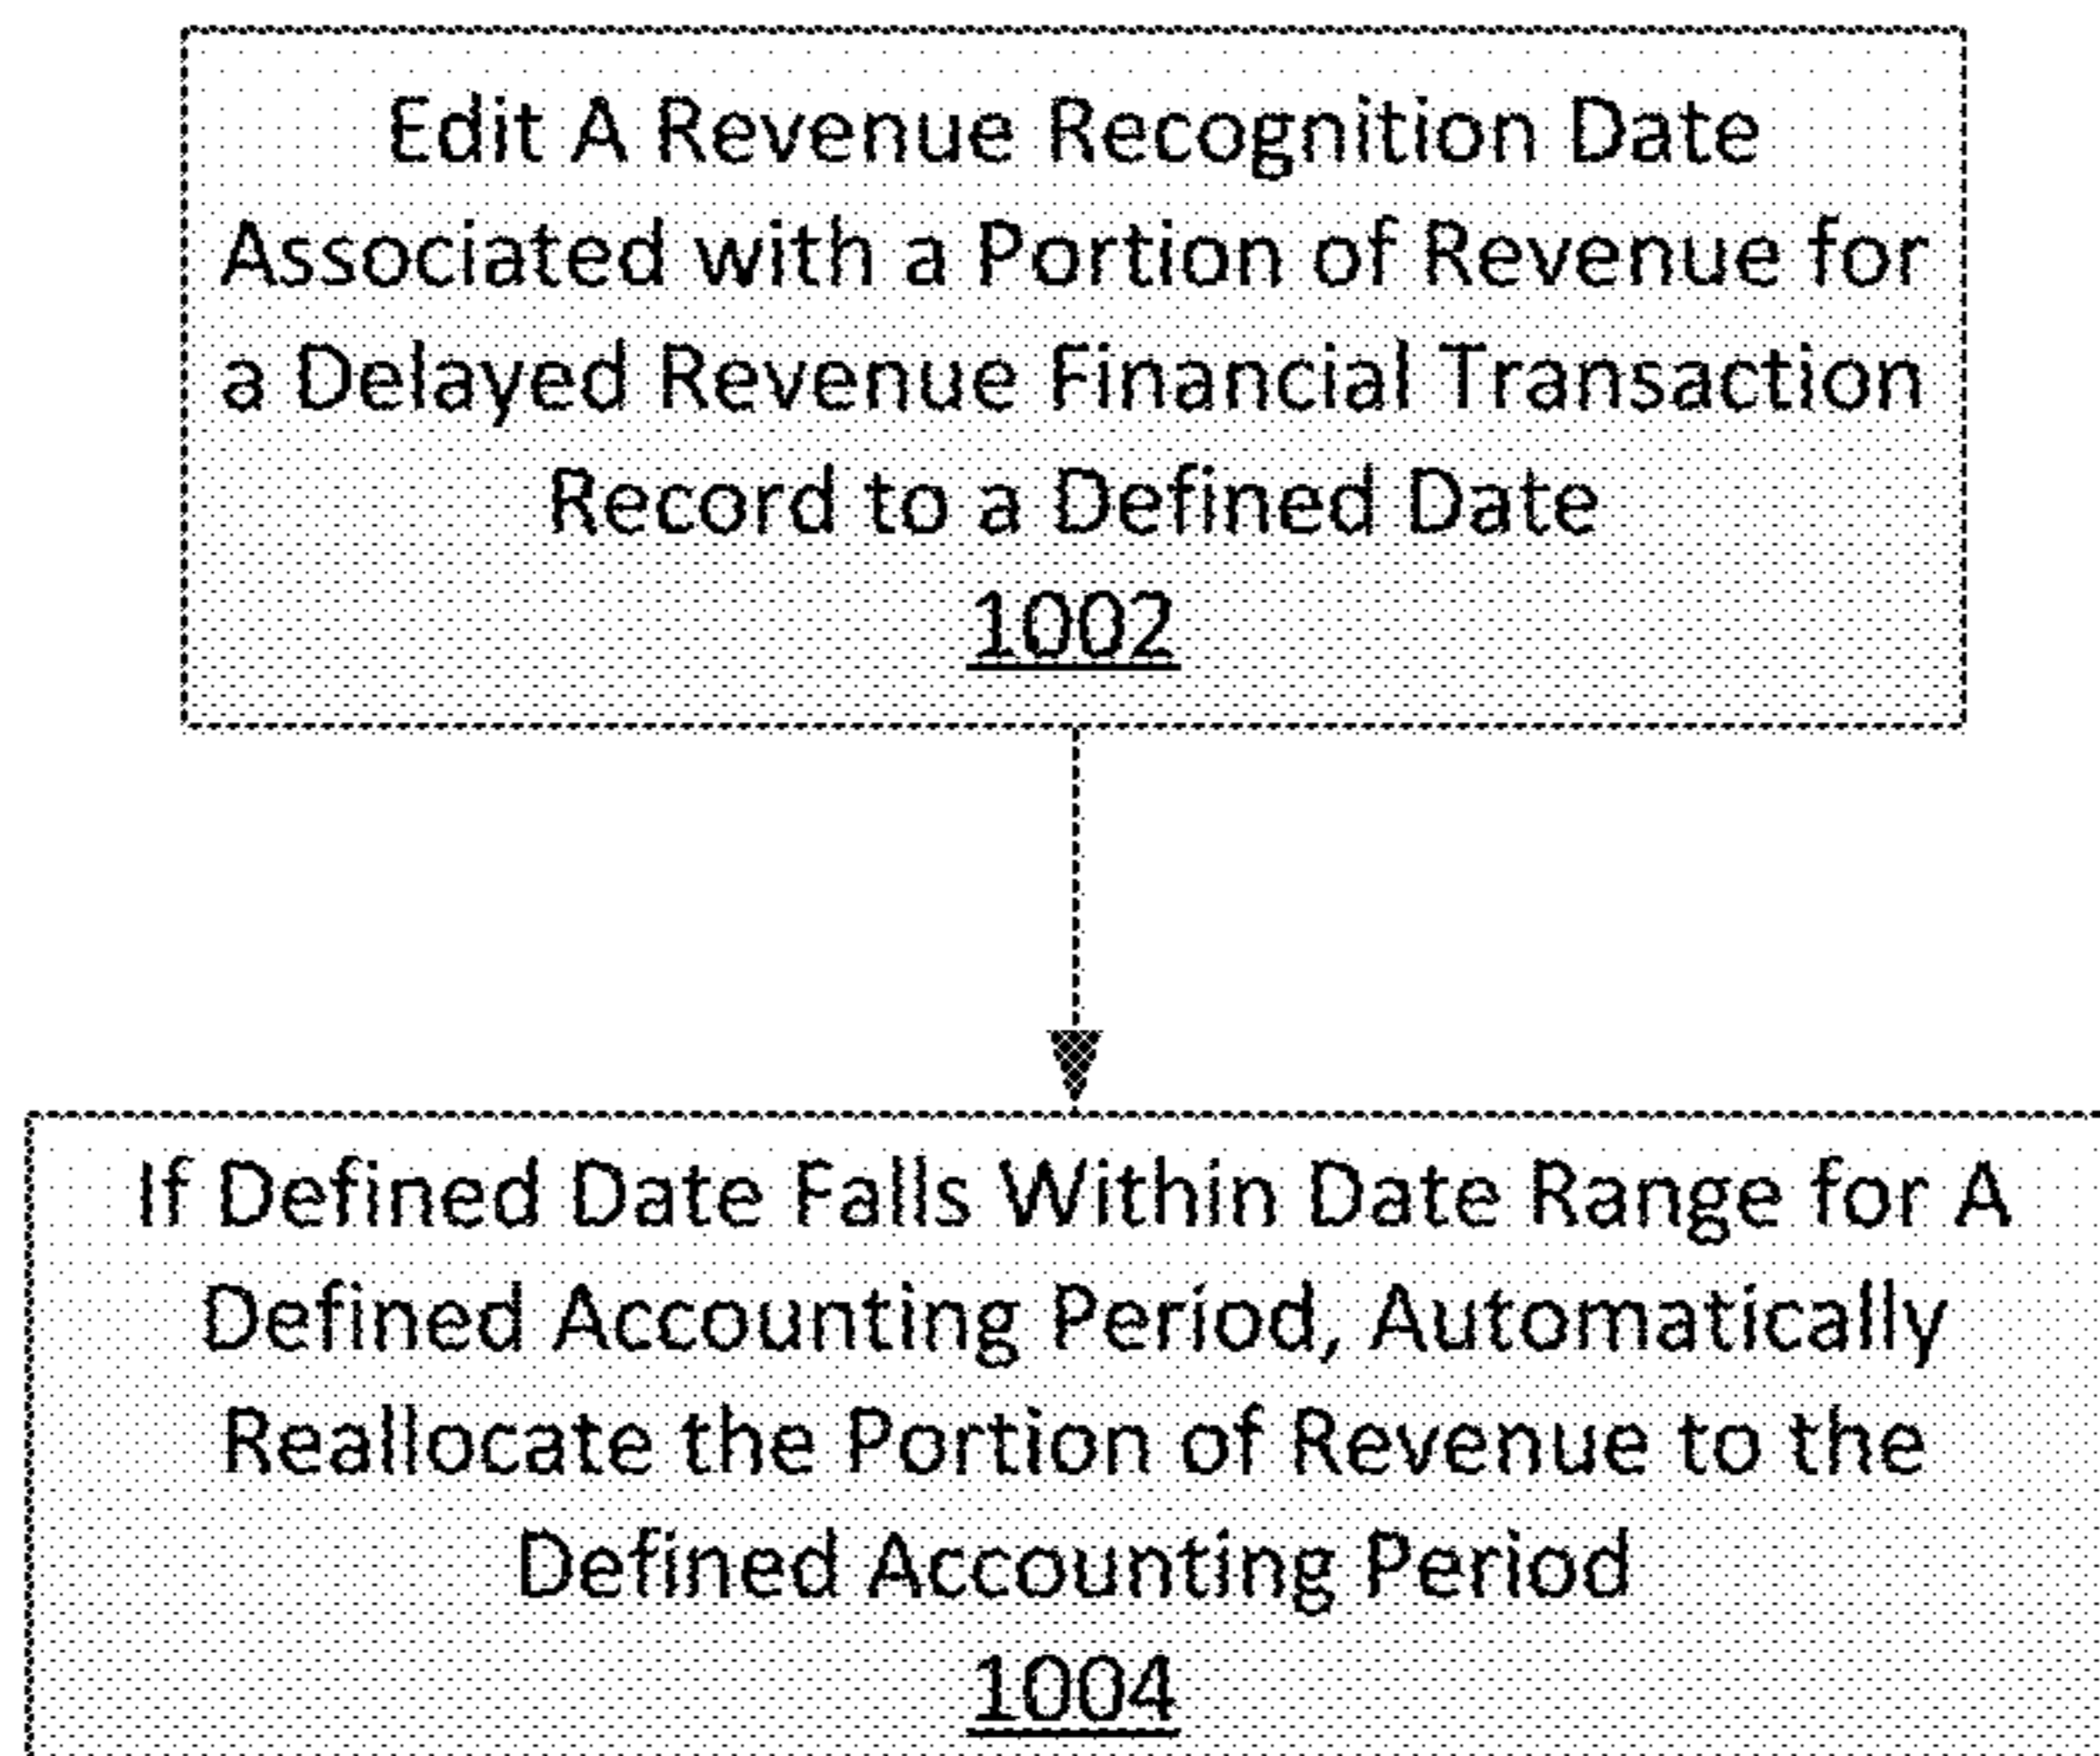 Edit A Revenue Recognition Date
Associated with a Portion of Revenue for
a Delayed Revenue Financial Transaction
Record to a Defined Date
1002
If Defined Date Falls Within Date Range for A
Defined Accounting Period, Automatically
Reallocate the Portion of Revenue to the
Defined Accounting Period
1004